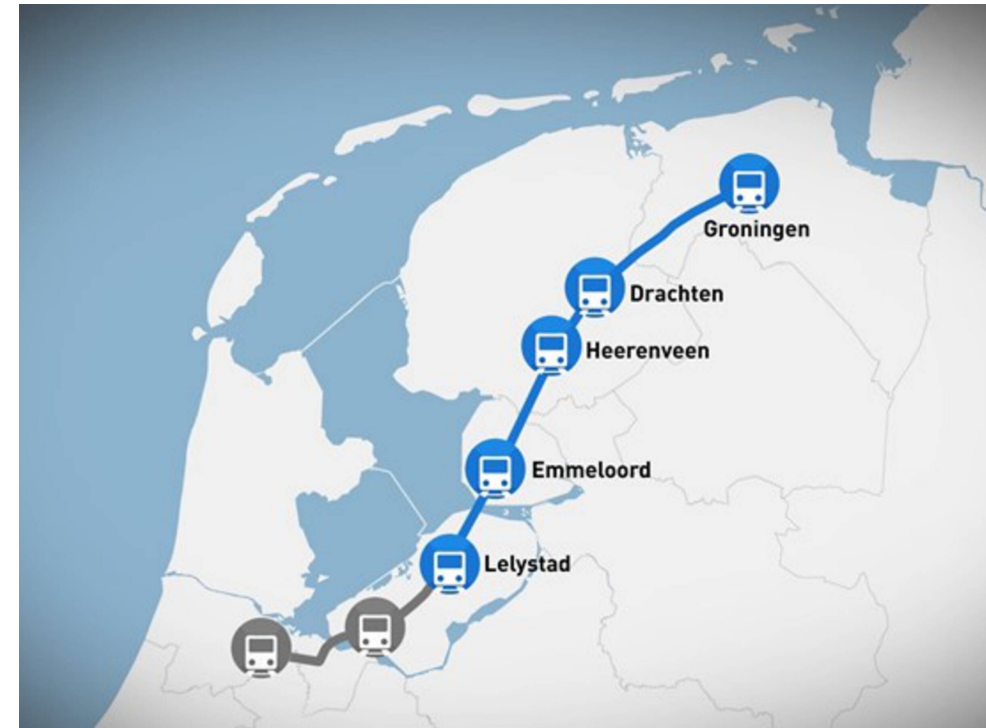 Groningen
Drachten
Heerenveen
Emmeloord
Lelystad